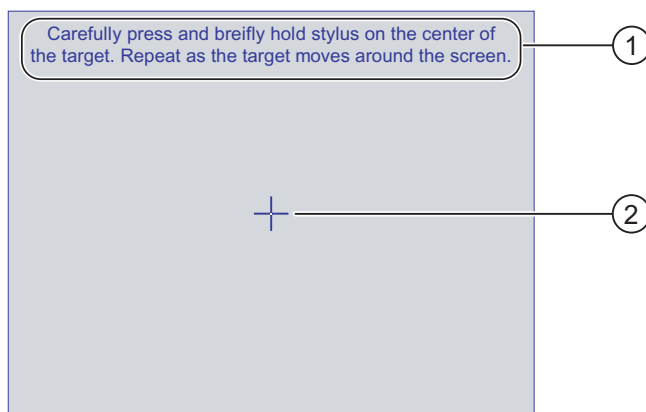 Carefully press and breifly hold stylus on the center of
the target. Repeat as the target moves around the screen.
1
2